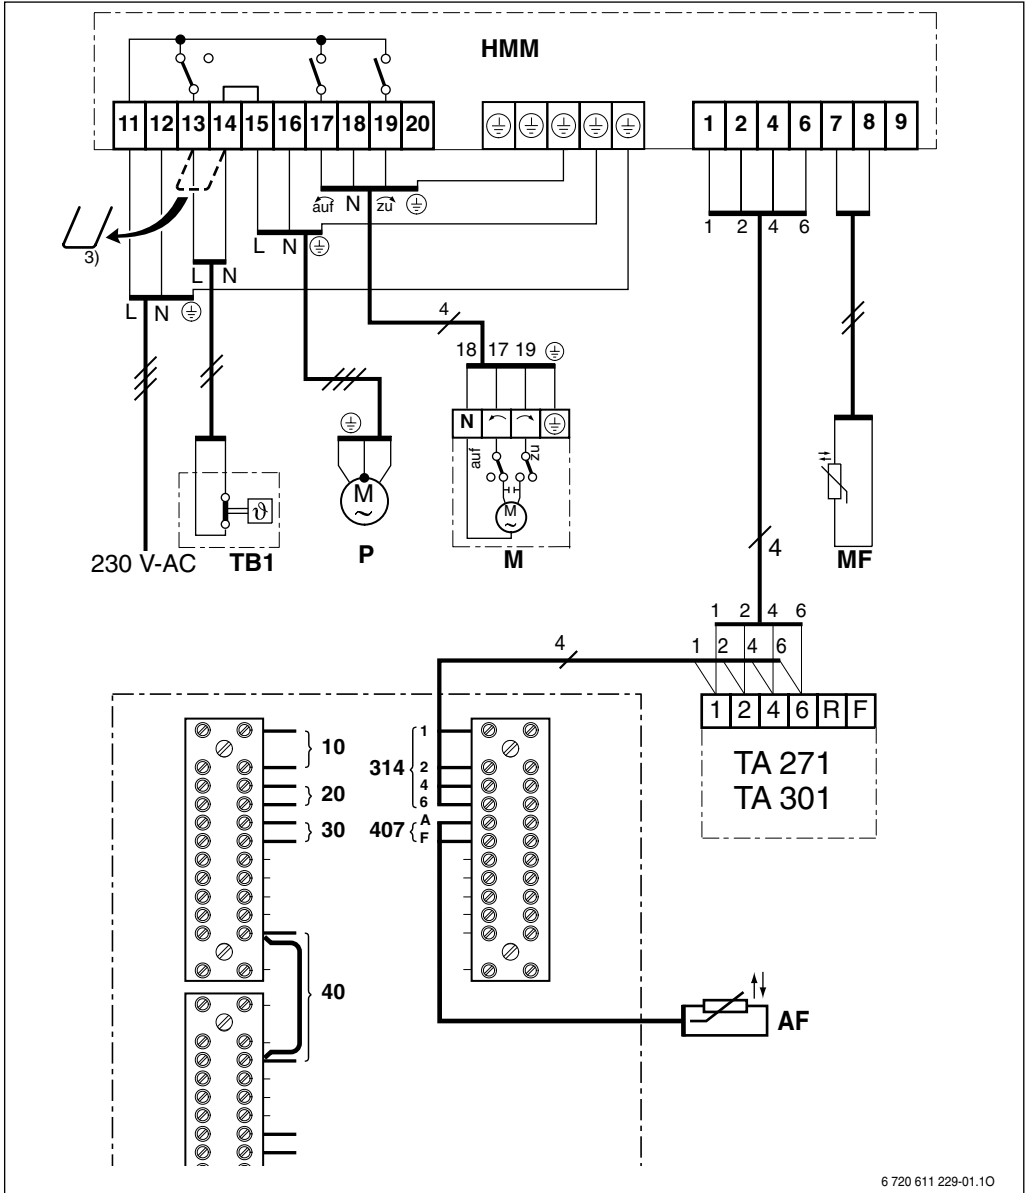 HMM
11 12 13 14 15 16 17 18 19 20
1 2 4 6 7 8 9
auf N zu
1 2 4 6
L N
3)
L N
L N
4
18 17 19
N
auf zu
M
~
M
~
ϑ
230 V-AC TB1 P M MF
4
1 2 4 6
4
1 2 4 6
1 2 4 6 R F
TA 271
TA 301
10
20
30
40
314
1
2
4
6
407
A
F
AF
6 720 611 229-01.1O